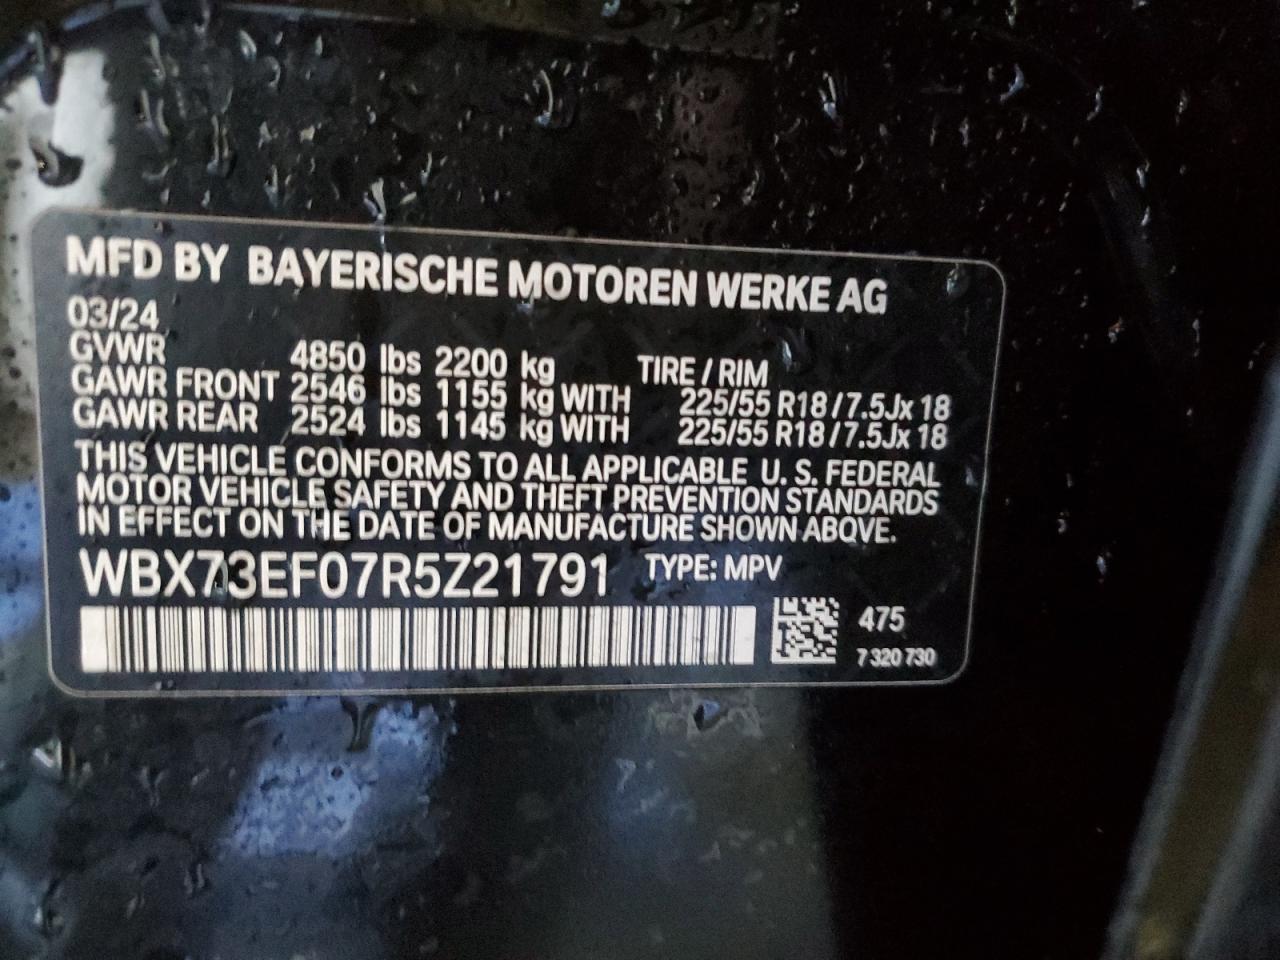 MFD BY BAYERISCHE MOTOREN WERKE AG
03/24
GVWR 4850 lbs 2200 kg TIRE / RIM
GAWR FRONT 2546 lbs 1155 kg WITH 225/55 R18 / 7.5Jx 18
GAWR REAR 2524 lbs 1145 kg WITH 225/55 R18 / 7.5Jx 18
THIS VEHICLE CONFORMS TO ALL APPLICABLE U. S. FEDERAL
MOTOR VEHICLE SAFETY AND THEFT PREVENTION STANDARDS
IN EFFECT ON THE DATE OF MANUFACTURE SHOWN ABOVE.
WBX73EF07R5Z21791 TYPE: MPV
475
7 320 730